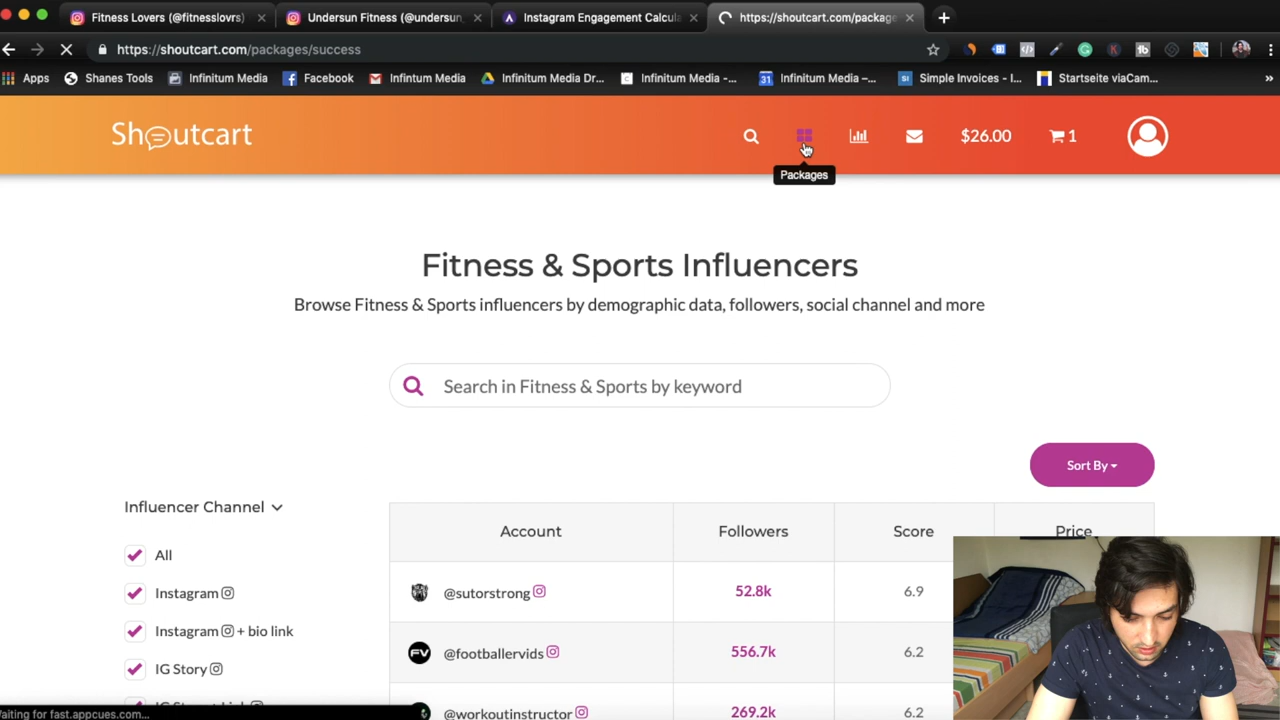 Fitness Lovers (@fitnesslovrs)
Undersun Fitness (@undersun
Instagram Engagement Calcul
https://shoutcart.com/package
https://shoutcart.com/packages/success
Apps
Shanes Tools
Infinitum Media
Facebook
Infintum Media
Infinitum Media Dr...
Infinitum Media -...
31
Infinitum Media –...
SI
Simple Invoices - I...
Startseite viaCam...
»
Shoutcart
$26.00
1
Packages
Fitness & Sports Influencers
Browse Fitness & Sports influencers by demographic data, followers, social channel and more
Search in Fitness & Sports by keyword
Sort By
Influencer Channel
Account
Followers
Score
Price
All
Instagram
Instagram + bio link
IG Story
@sutorstrong
52.8k
6.9
FV
@footballervids
556.7k
6.2
@workoutinstructor
269.2k
6.2